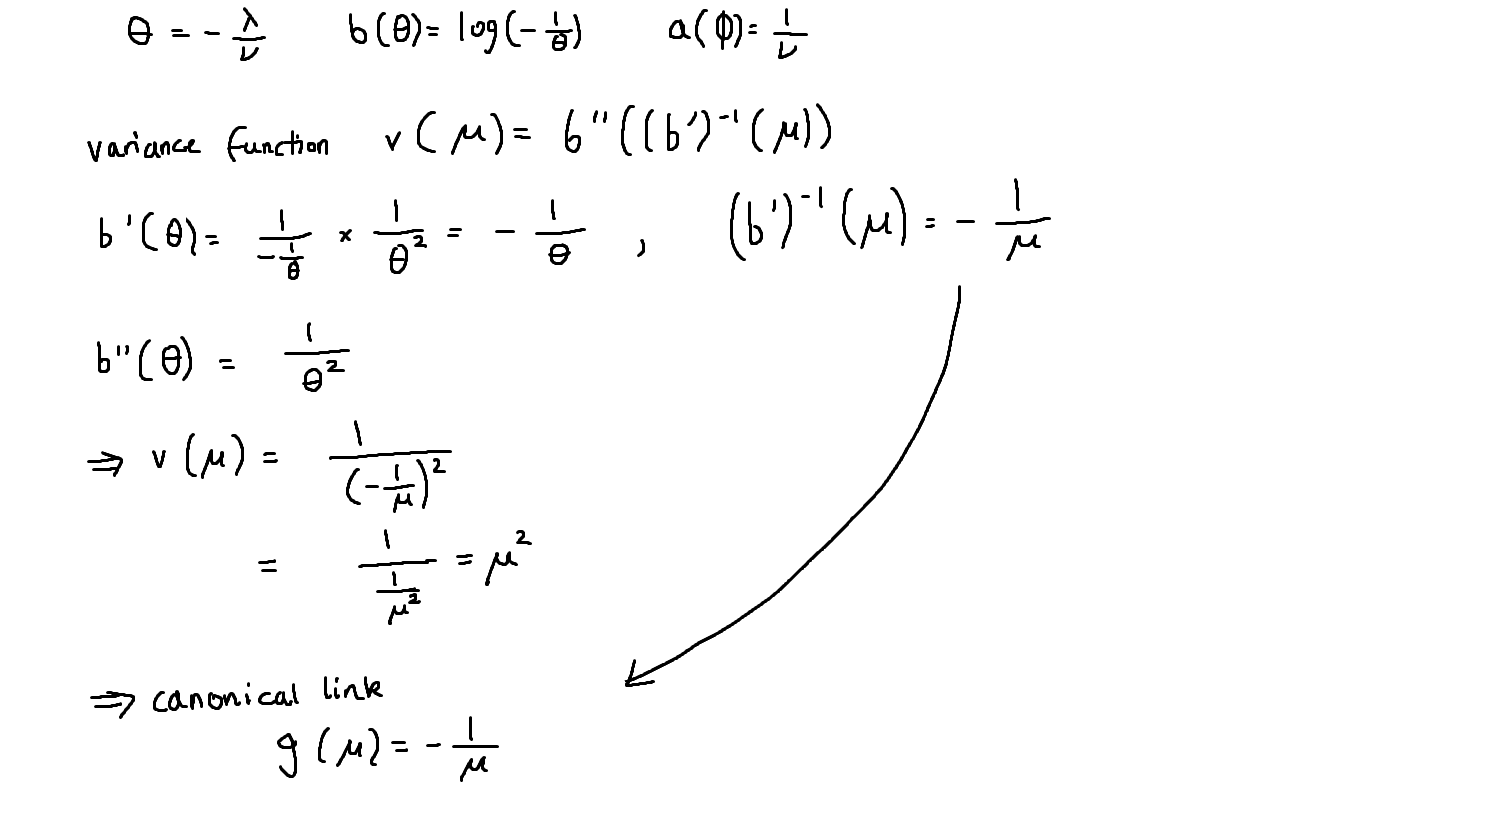 θ = - λ/ν    b(θ) = log(-1/θ)    a(ϕ) = 1/ν
variance function    v(μ) = b''((b')⁻¹(μ))
b'(θ) = 1/(-1/θ) × 1/θ² = - 1/θ ,    (b')⁻¹(μ) = - 1/μ
b''(θ) = 1/θ²
⇒ v(μ) = 1/(-1/μ)²
= 1/(1/μ²) = μ²
⇒ canonical link
g(μ) = - 1/μ